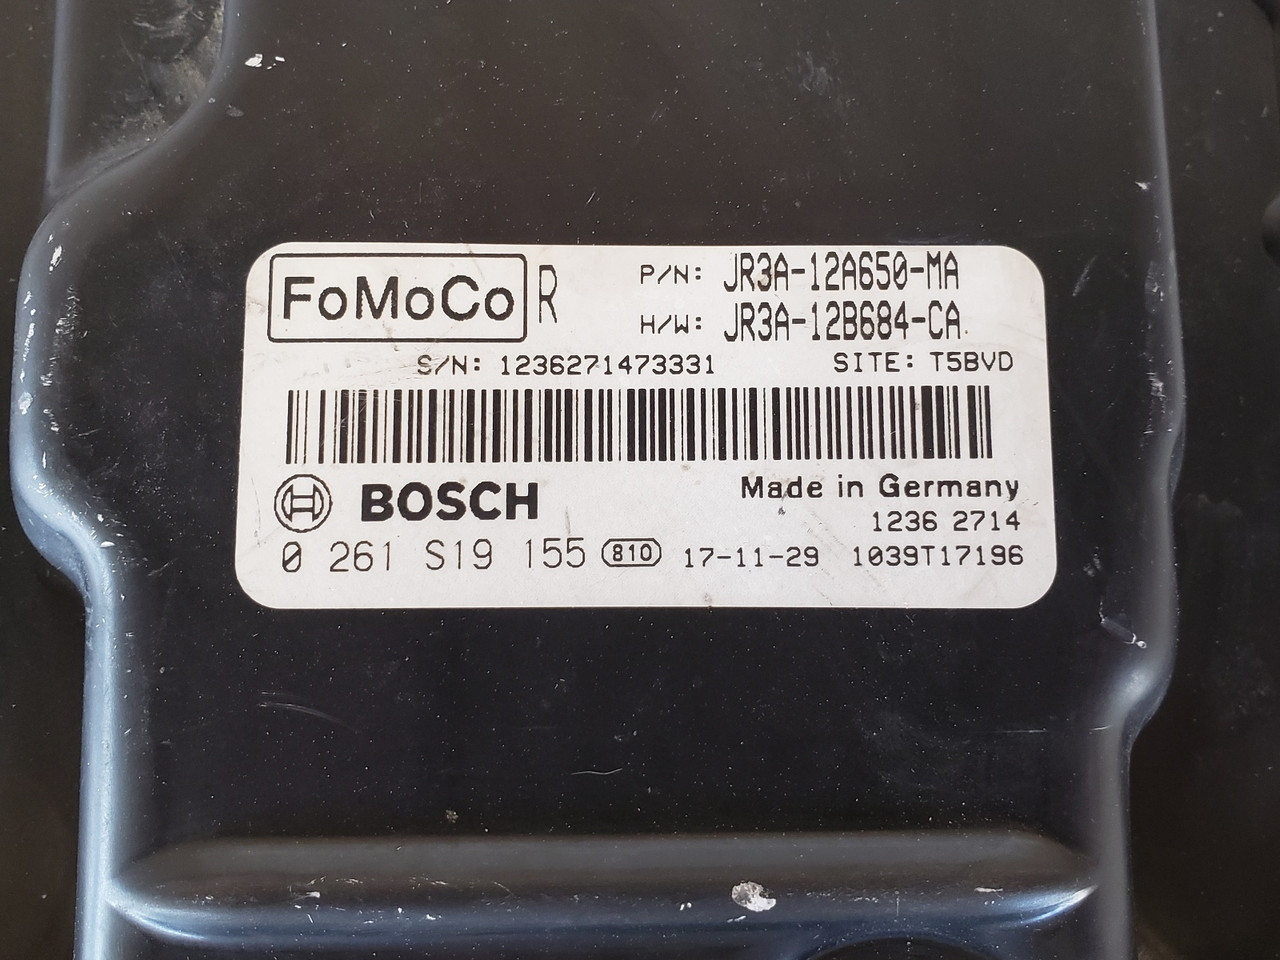 FoMoCo R P/N: JR3A-12A650-MA
H/W: JR3A-12B684-CA
S/N: 1236271473331 SITE: T5BVD
BOSCH Made in Germany
1236 2714
0 261 S19 155 810 17-11-29 1039T17196